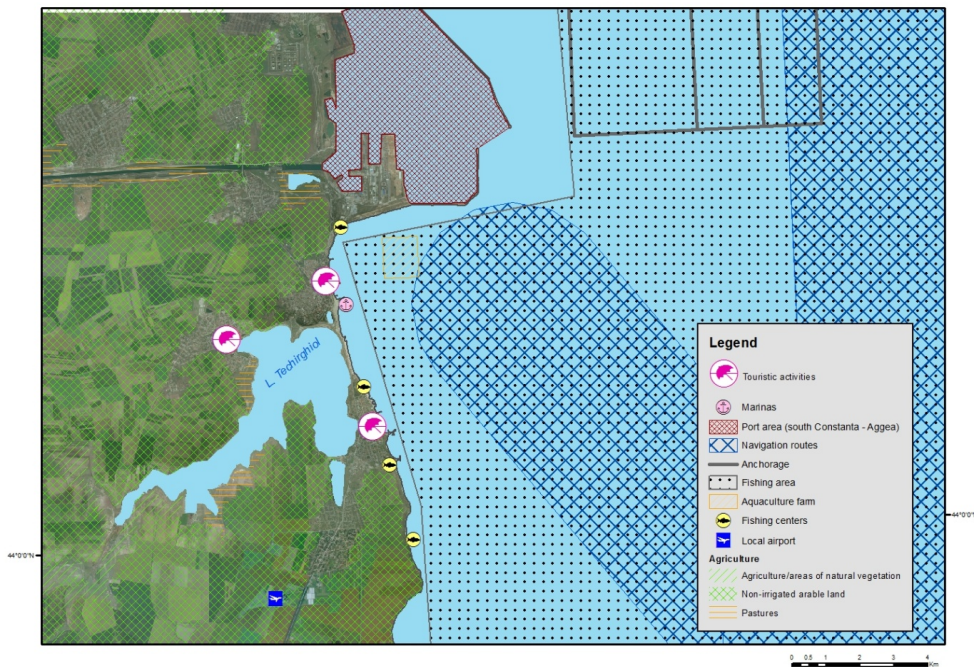 L. Techirghiol
Legend
Touristic activities
Marinas
Port area (south Constanta - Aggea)
Navigation routes
Anchorage
Fishing area
Aquaculture farm
Fishing centers
Local airport
Agriculture
Agriculture/areas of natural vegetation
Non-irrigated arable land
Pastures
44°0'0"N
44°0'0"N
0 0.5 1 2 3 4
Km